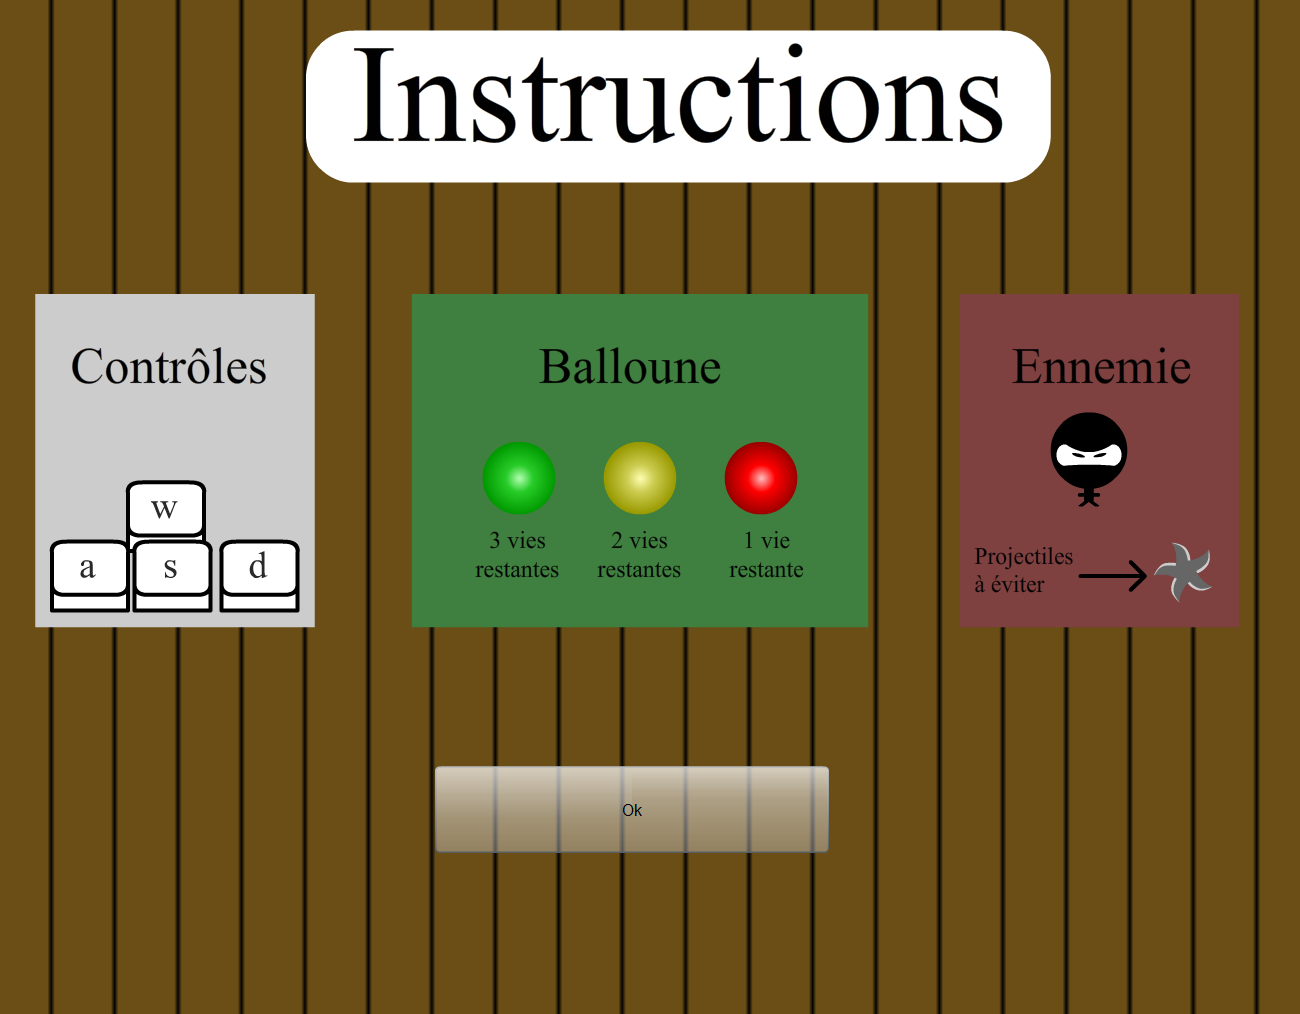 Instructions
Contrôles
w
a s d
Balloune
3 vies
restantes
2 vies
restantes
1 vie
restante
Ennemie
Projectiles
à éviter
Ok